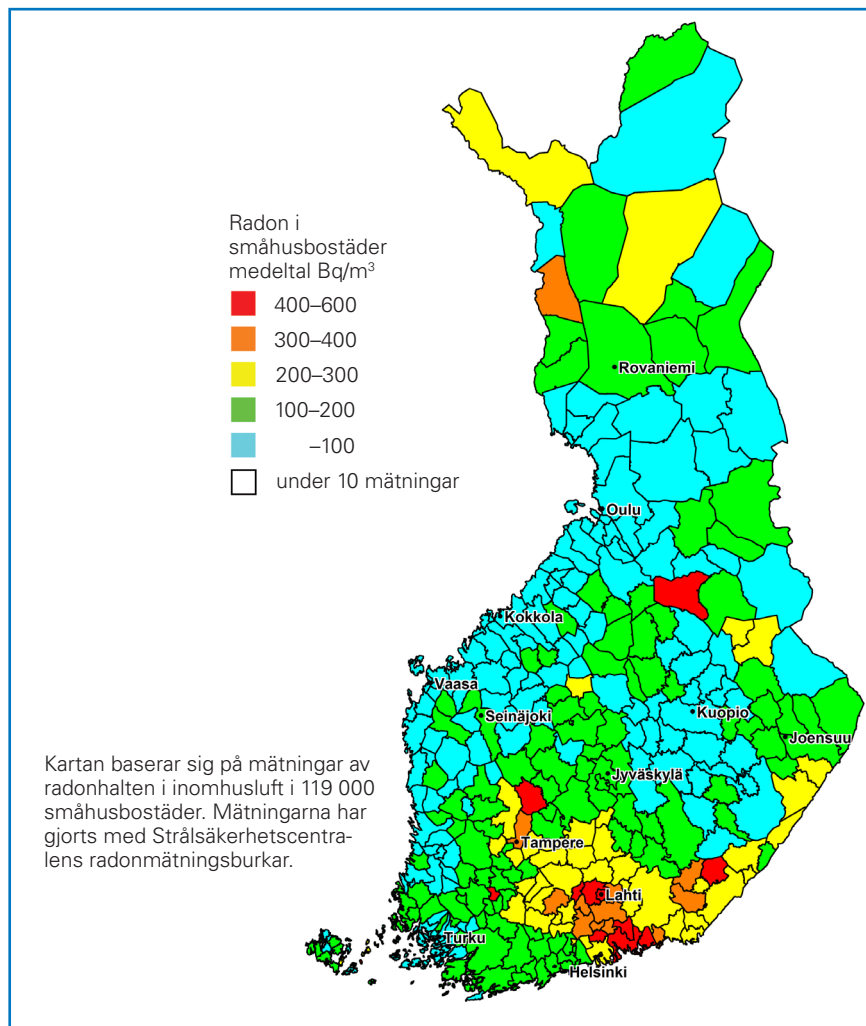 Radon i
småhusbostäder
medeltal Bq/m³
400–600
300–400
200–300
100–200
–100
under 10 mätningar
Rovaniemi
Oulu
Kokkola
Vaasa
Seinäjoki
Kuopio
Joensuu
Jyväskylä
Kartan baserar sig på mätningar av
radonhalten i inomhusluft i 119 000
småhusbostäder. Mätningarna har
gjorts med Strålsäkerhetscentra-
lens radonmätningsburkar.
Tampere
Lahti
Turku
Helsinki